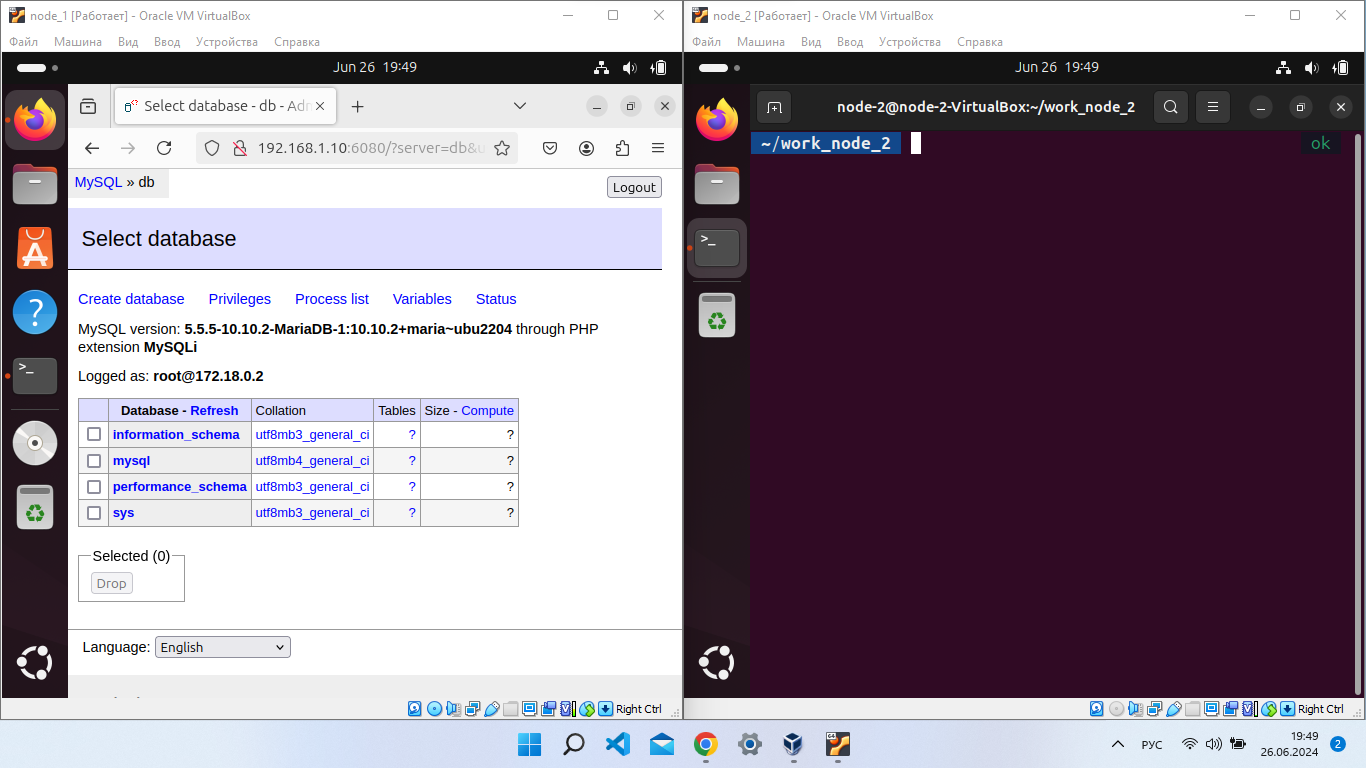 node_1 [Работает] - Oracle VM VirtualBox
Файл Машина Вид Ввод Устройства Справка
Jun 26 19:49
Select database - db - Adm
192.168.1.10:6080/?server=db&u
MySQL » db
Logout
Select database
Create database Privileges Process list Variables Status
MySQL version: 5.5.5-10.10.2-MariaDB-1:10.10.2+maria~ubu2204 through PHP
extension MySQLi
Logged as: root@172.18.0.2
Database - Refresh Collation Tables Size - Compute
information_schema utf8mb3_general_ci ? ?
mysql utf8mb4_general_ci ? ?
performance_schema utf8mb3_general_ci ? ?
sys utf8mb3_general_ci ? ?
Selected (0)
Drop
Language: English
Right Ctrl
node_2 [Работает] - Oracle VM VirtualBox
Файл Машина Вид Ввод Устройства Справка
Jun 26 19:49
node-2@node-2-VirtualBox:~/work_node_2
~/work_node_2 ok
Right Ctrl
РУС
19:49
26.06.2024
2